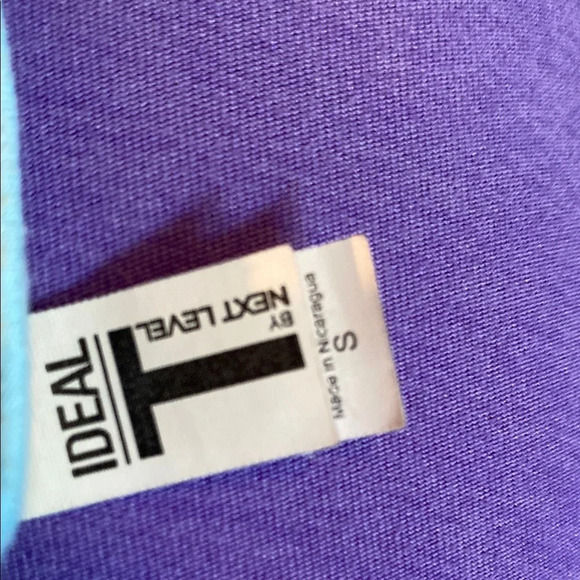 IDEAL
T
BY
NEXT LEVEL
S
Made in Nicaragua